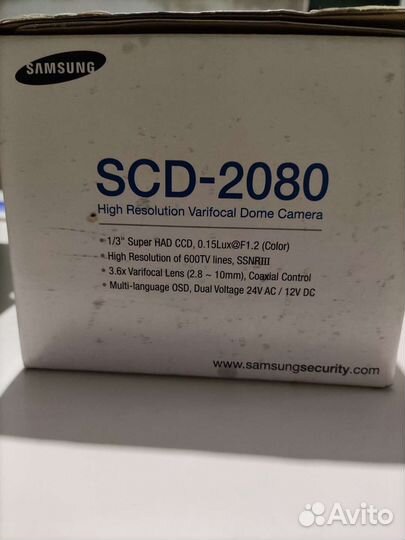 SAMSUNG
SCD-2080
High Resolution Varifocal Dome Camera
• 1/3" Super HAD CCD, 0.15Lux@F1.2 (Color)
• High Resolution of 600TV lines, SSNRIII
• 3.6x Varifocal Lens (2.8 ~ 10mm), Coaxial Control
• Multi-language OSD, Dual Voltage 24V AC / 12V DC
www.samsungsecurity.com
Avito